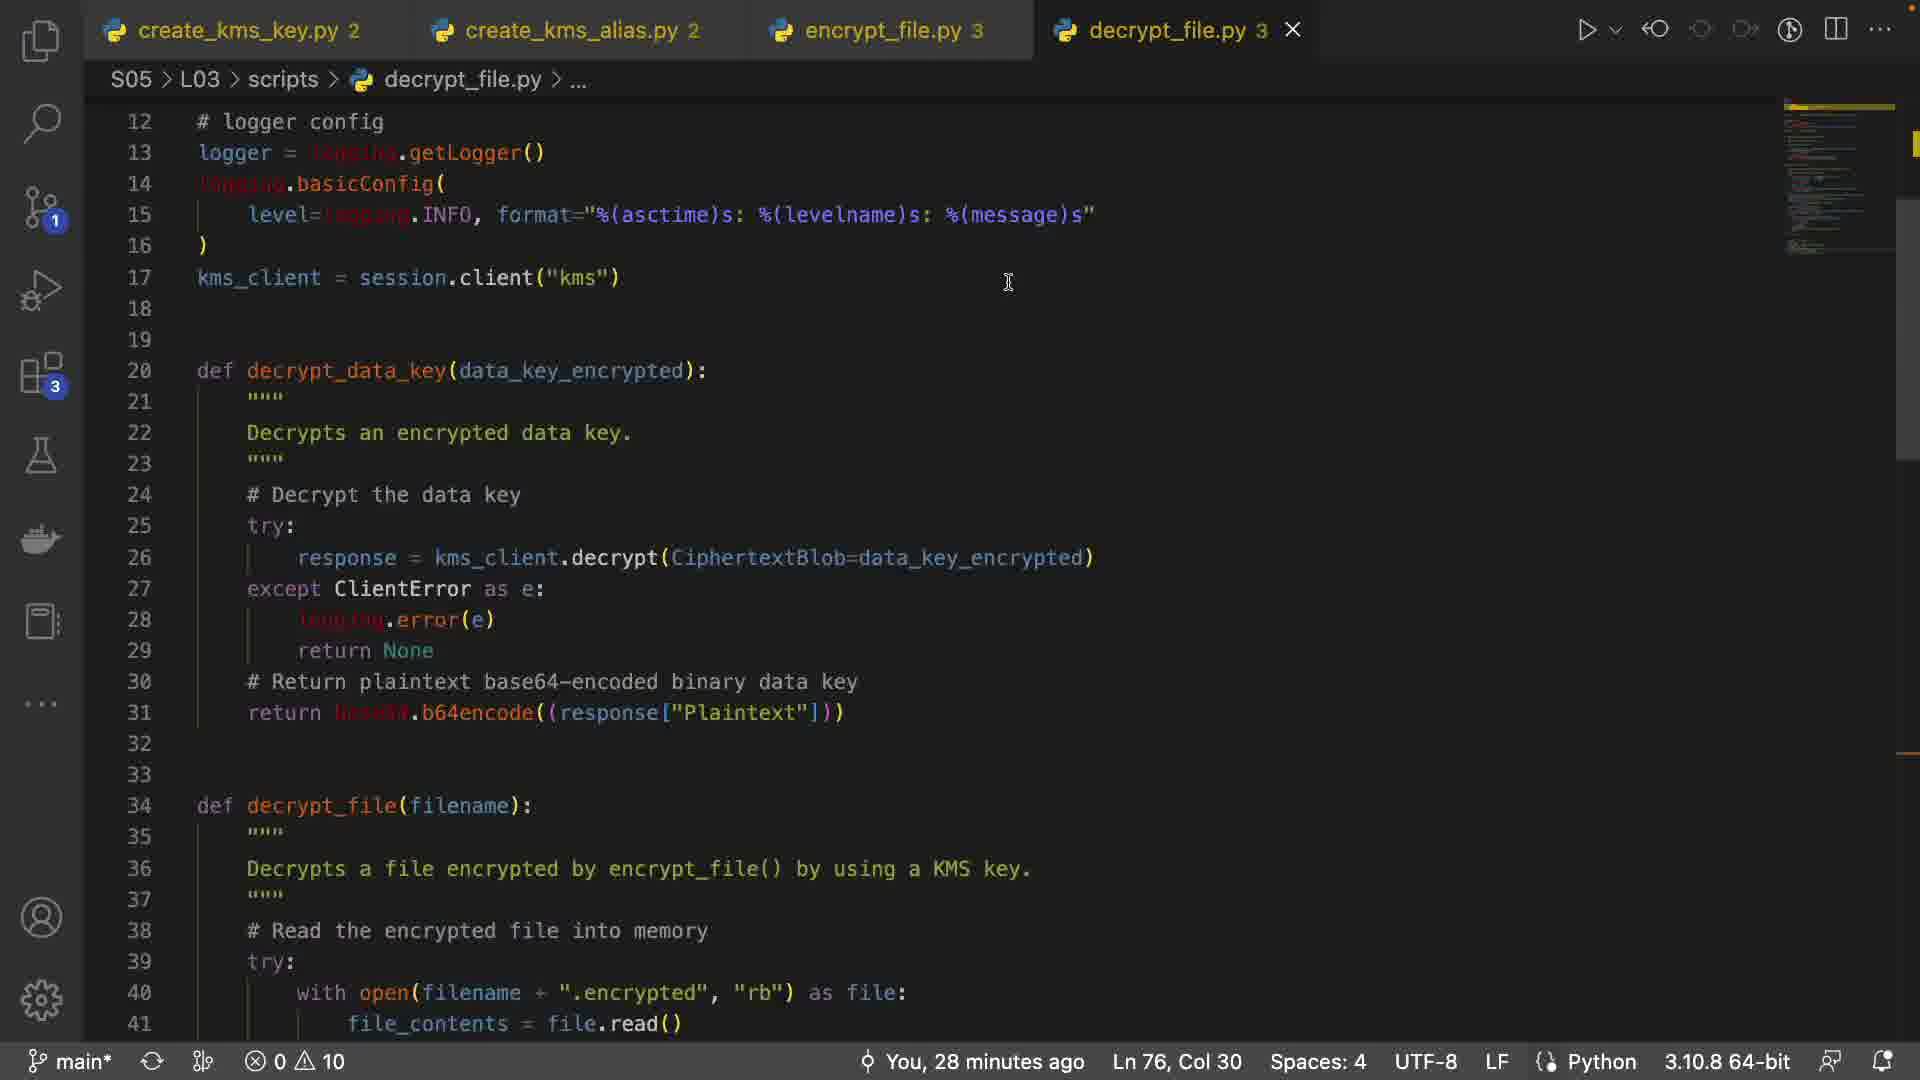 create_kms_key.py 2
create_kms_alias.py 2
encrypt_file.py 3
decrypt_file.py 3
S05 > L03 > scripts > decrypt_file.py > ...
12 # logger config
13 logger = logging.getLogger()
14 logging.basicConfig(
15 level=logging.INFO, format="%(asctime)s: %(levelname)s: %(message)s"
16 )
17 kms_client = session.client("kms")
18
19
20 def decrypt_data_key(data_key_encrypted):
21 """
22 Decrypts an encrypted data key.
23 """
24 # Decrypt the data key
25 try:
26 response = kms_client.decrypt(CiphertextBlob=data_key_encrypted)
27 except ClientError as e:
28 logging.error(e)
29 return None
30 # Return plaintext base64-encoded binary data key
31 return base64.b64encode((response["Plaintext"]))
32
33
34 def decrypt_file(filename):
35 """
36 Decrypts a file encrypted by encrypt_file() by using a KMS key.
37 """
38 # Read the encrypted file into memory
39 try:
40 with open(filename + ".encrypted", "rb") as file:
41 file_contents = file.read()
1
3
main* 0 10 You, 28 minutes ago Ln 76, Col 30 Spaces: 4 UTF-8 LF Python 3.10.8 64-bit